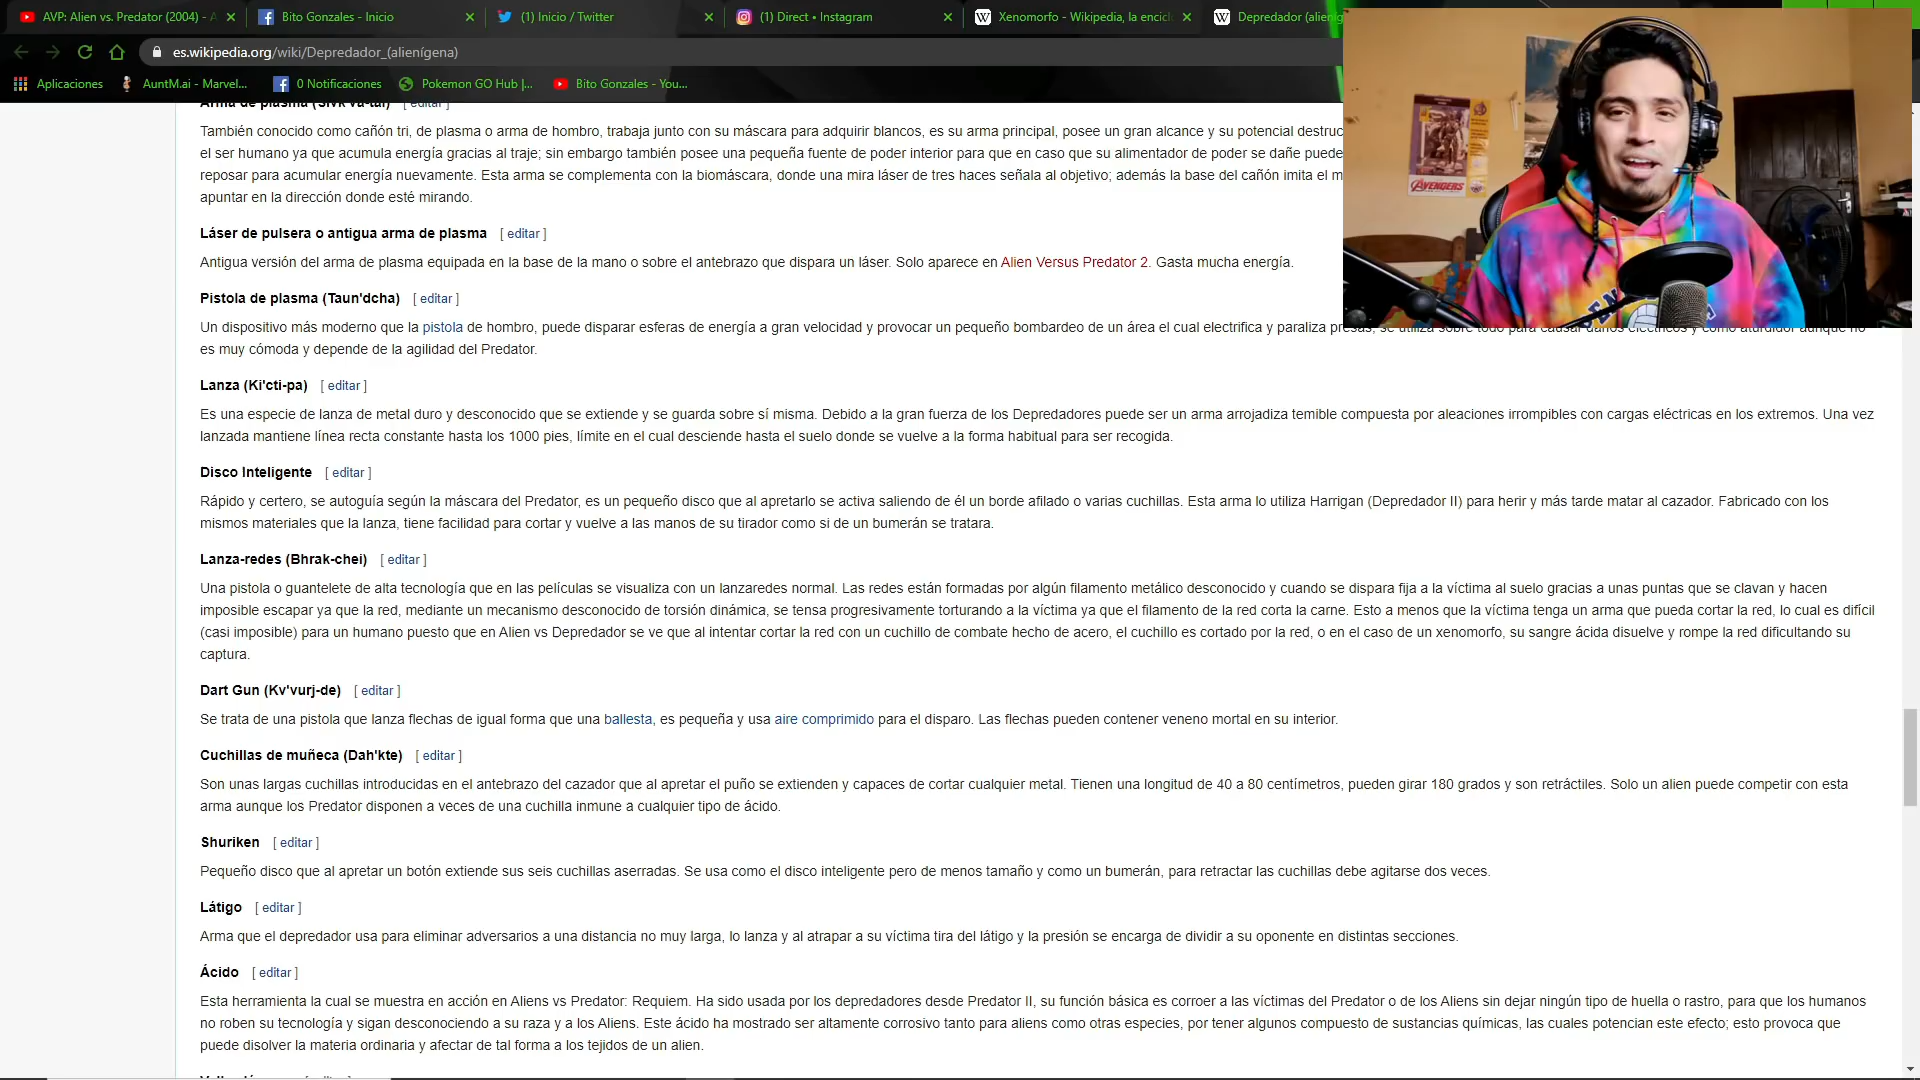 AVP: Alien vs. Predator (2004) - A
Bito Gonzales - Inicio
(1) Inicio / Twitter
(1) Direct • Instagram
Xenomorfo - Wikipedia, la encicl
Depredador (alieníg
es.wikipedia.org/wiki/Depredador_(alienígena)
Aplicaciones
AuntM.ai - Marvel...
0 Notificaciones
Pokemon GO Hub |...
Bito Gonzales - You...
Arma de plasma (Sivk'va-tai) [ editar ]
También conocido como cañón tri, de plasma o arma de hombro, trabaja junto con su máscara para adquirir blancos, es su arma principal, posee un gran alcance y su potencial destruc
el ser humano ya que acumula energía gracias al traje; sin embargo también posee una pequeña fuente de poder interior para que en caso que su alimentador de poder se dañe puede
reposar para acumular energía nuevamente. Esta arma se complementa con la biomáscara, donde una mira láser de tres haces señala al objetivo; además la base del cañón imita el m
apuntar en la dirección donde esté mirando.
AVENGERS
Láser de pulsera o antigua arma de plasma [ editar ]
Antigua versión del arma de plasma equipada en la base de la mano o sobre el antebrazo que dispara un láser. Solo aparece en Alien Versus Predator 2. Gasta mucha energía.
Pistola de plasma (Taun'dcha) [ editar ]
Un dispositivo más moderno que la pistola de hombro, puede disparar esferas de energía a gran velocidad y provocar un pequeño bombardeo de un área el cual electrifica y paraliza presas, se utiliza sobre todo para causar daños eléctricos y como aturdidor aunque no
es muy cómoda y depende de la agilidad del Predator.
Lanza (Ki'cti-pa) [ editar ]
Es una especie de lanza de metal duro y desconocido que se extiende y se guarda sobre sí misma. Debido a la gran fuerza de los Depredadores puede ser un arma arrojadiza temible compuesta por aleaciones irrompibles con cargas eléctricas en los extremos. Una vez
lanzada mantiene línea recta constante hasta los 1000 pies, límite en el cual desciende hasta el suelo donde se vuelve a la forma habitual para ser recogida.
Disco Inteligente [ editar ]
Rápido y certero, se autoguía según la máscara del Predator, es un pequeño disco que al apretarlo se activa saliendo de él un borde afilado o varias cuchillas. Esta arma lo utiliza Harrigan (Depredador II) para herir y más tarde matar al cazador. Fabricado con los
mismos materiales que la lanza, tiene facilidad para cortar y vuelve a las manos de su tirador como si de un bumerán se tratara.
Lanza-redes (Bhrak-chei) [ editar ]
Una pistola o guantelete de alta tecnología que en las películas se visualiza con un lanzaredes normal. Las redes están formadas por algún filamento metálico desconocido y cuando se dispara fija a la víctima al suelo gracias a unas puntas que se clavan y hacen
imposible escapar ya que la red, mediante un mecanismo desconocido de torsión dinámica, se tensa progresivamente torturando a la víctima ya que el filamento de la red corta la carne. Esto a menos que la víctima tenga un arma que pueda cortar la red, lo cual es difícil
(casi imposible) para un humano puesto que en Alien vs Depredador se ve que al intentar cortar la red con un cuchillo de combate hecho de acero, el cuchillo es cortado por la red, o en el caso de un xenomorfo, su sangre ácida disuelve y rompe la red dificultando su
captura.
Dart Gun (Kv'vurj-de) [ editar ]
Se trata de una pistola que lanza flechas de igual forma que una ballesta, es pequeña y usa aire comprimido para el disparo. Las flechas pueden contener veneno mortal en su interior.
Cuchillas de muñeca (Dah'kte) [ editar ]
Son unas largas cuchillas introducidas en el antebrazo del cazador que al apretar el puño se extienden y capaces de cortar cualquier metal. Tienen una longitud de 40 a 80 centímetros, pueden girar 180 grados y son retráctiles. Solo un alien puede competir con esta
arma aunque los Predator disponen a veces de una cuchilla inmune a cualquier tipo de ácido.
Shuriken [ editar ]
Pequeño disco que al apretar un botón extiende sus seis cuchillas aserradas. Se usa como el disco inteligente pero de menos tamaño y como un bumerán, para retractar las cuchillas debe agitarse dos veces.
Látigo [ editar ]
Arma que el depredador usa para eliminar adversarios a una distancia no muy larga, lo lanza y al atrapar a su víctima tira del látigo y la presión se encarga de dividir a su oponente en distintas secciones.
Ácido [ editar ]
Esta herramienta la cual se muestra en acción en Aliens vs Predator: Requiem. Ha sido usada por los depredadores desde Predator II, su función básica es corroer a las víctimas del Predator o de los Aliens sin dejar ningún tipo de huella o rastro, para que los humanos
no roben su tecnología y sigan desconociendo a su raza y a los Aliens. Este ácido ha mostrado ser altamente corrosivo tanto para aliens como otras especies, por tener algunos compuesto de sustancias químicas, las cuales potencian este efecto; esto provoca que
puede disolver la materia ordinaria y afectar de tal forma a los tejidos de un alien.